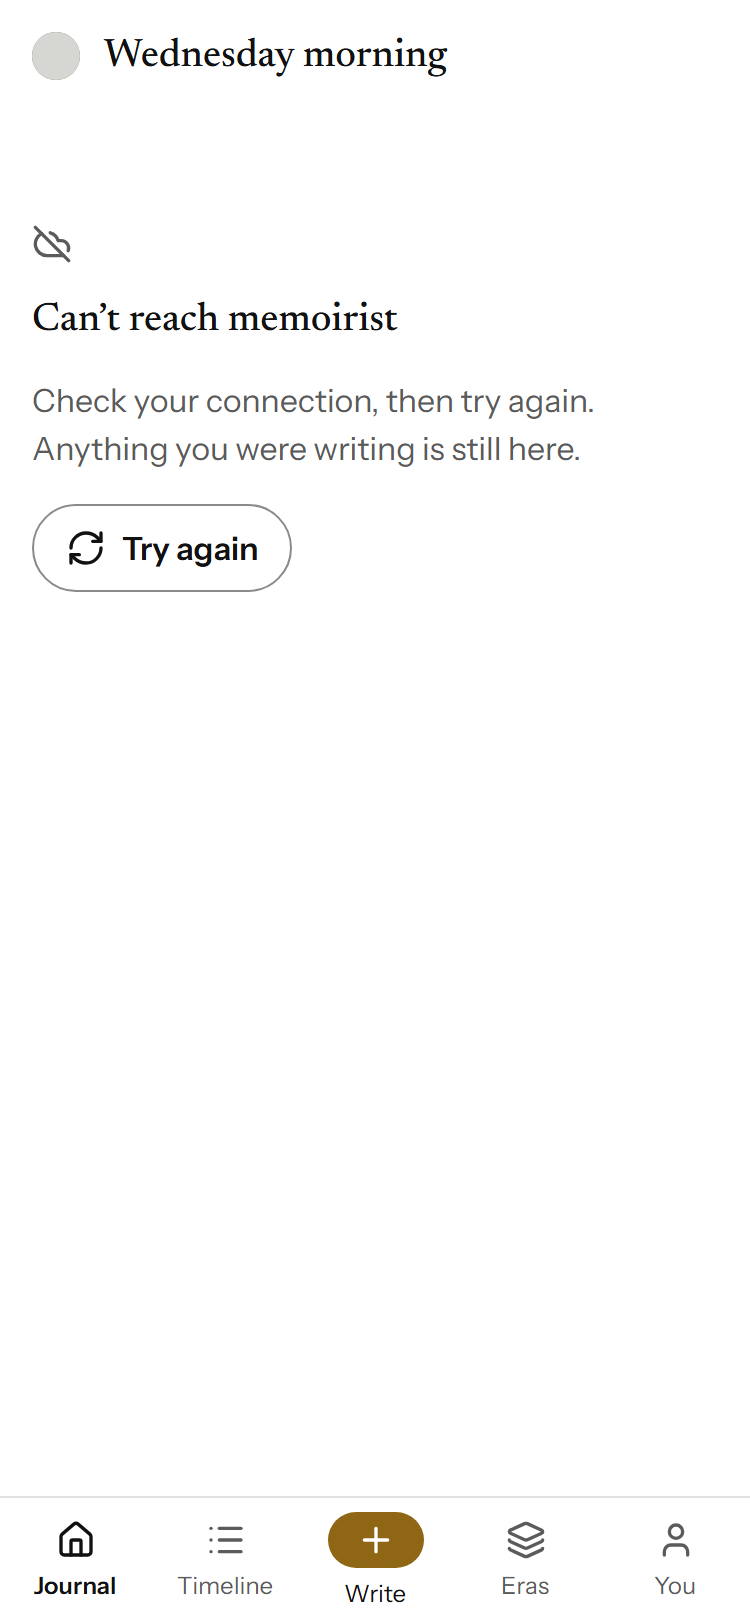 Wednesday morning
Can’t reach memoirist
Check your connection, then try again.
Anything you were writing is still here.
Try again
Journal
Timeline
Write
Eras
You